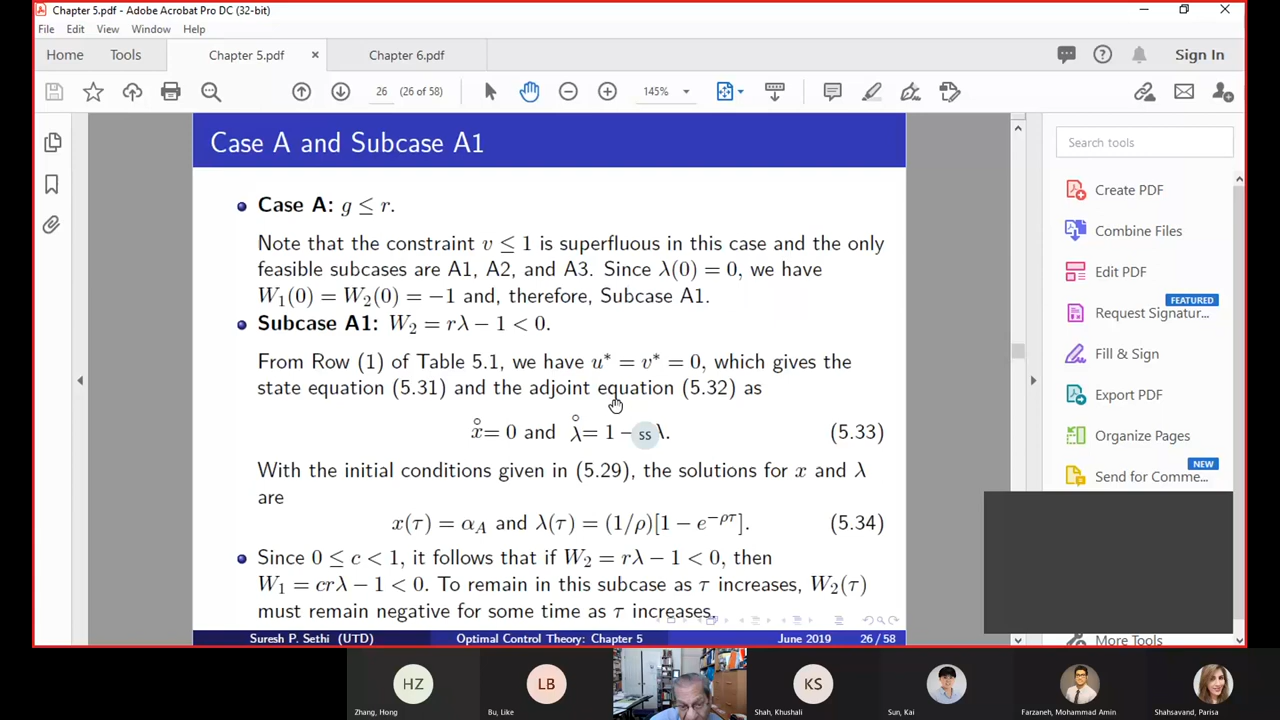 Chapter 5.pdf - Adobe Acrobat Pro DC (32-bit)
File Edit View Window Help
Home Tools Chapter 5.pdf × Chapter 6.pdf Sign In
26 (26 of 58) 145%
Case A and Subcase A1
Case A: g ≤ r.
Note that the constraint v ≤ 1 is superfluous in this case and the only
feasible subcases are A1, A2, and A3. Since λ(0) = 0, we have
W₁(0) = W₂(0) = −1 and, therefore, Subcase A1.
Subcase A1: W₂ = rλ − 1 < 0.
From Row (1) of Table 5.1, we have u* = v* = 0, which gives the
state equation (5.31) and the adjoint equation (5.32) as
x̊ = 0 and λ̊ = 1 − λ. (5.33)
ss
With the initial conditions given in (5.29), the solutions for x and λ
are
x(τ) = α_A and λ(τ) = (1/ρ)[1 − e^{−ρτ}]. (5.34)
Since 0 ≤ c < 1, it follows that if W₂ = rλ − 1 < 0, then
W₁ = crλ − 1 < 0. To remain in this subcase as τ increases, W₂(τ)
must remain negative for some time as τ increases.
Suresh P. Sethi (UTD) Optimal Control Theory: Chapter 5 June 2019 26 / 58
Search tools
Create PDF
Combine Files
Edit PDF
FEATURED
Request Signatur...
Fill & Sign
Export PDF
Organize Pages
NEW
Send for Comme...
More Tools
HZ LB KS
Zhang, Hong Bu, Like Shah, Khushali Sun, Kai Farzaneh, Mohammad Amin Shahsavand, Parisa